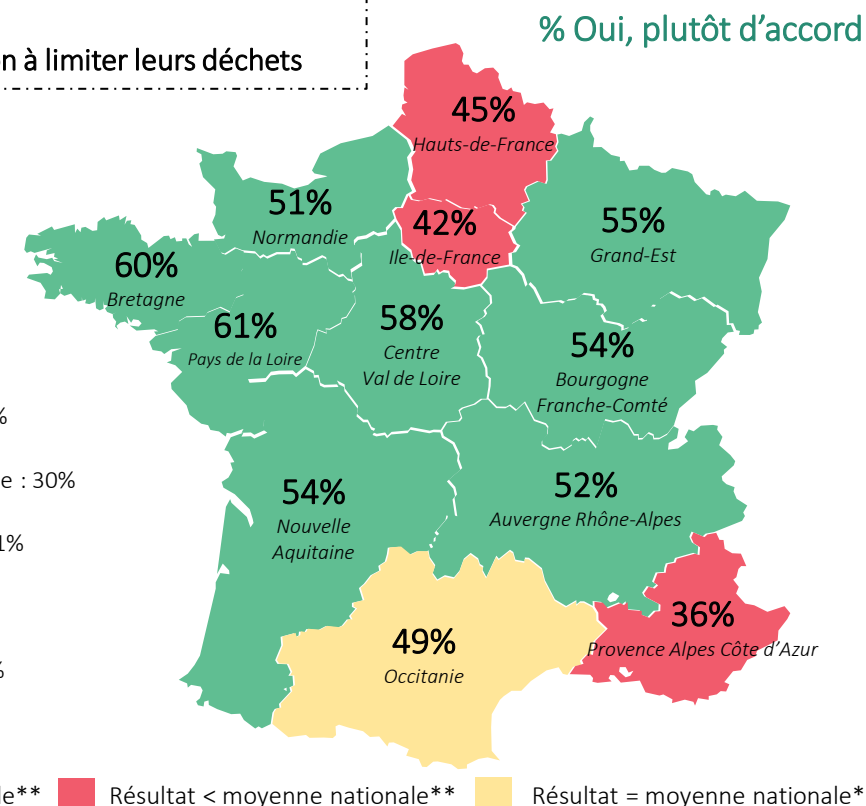 % Oui, plutôt d’accord
à limiter leurs déchets
45%
Hauts-de-France
51%
Normandie
42%
Ile-de-France
55%
Grand-Est
60%
Bretagne
61%
Pays de la Loire
58%
Centre
Val de Loire
54%
Bourgogne
Franche-Comté
%
: 30%
54%
Nouvelle
Aquitaine
52%
Auvergne Rhône-Alpes
1%
36%
Provence Alpes Côte d’Azur
49%
Occitanie
%
Résultat < moyenne nationale**
Résultat = moyenne nationale*